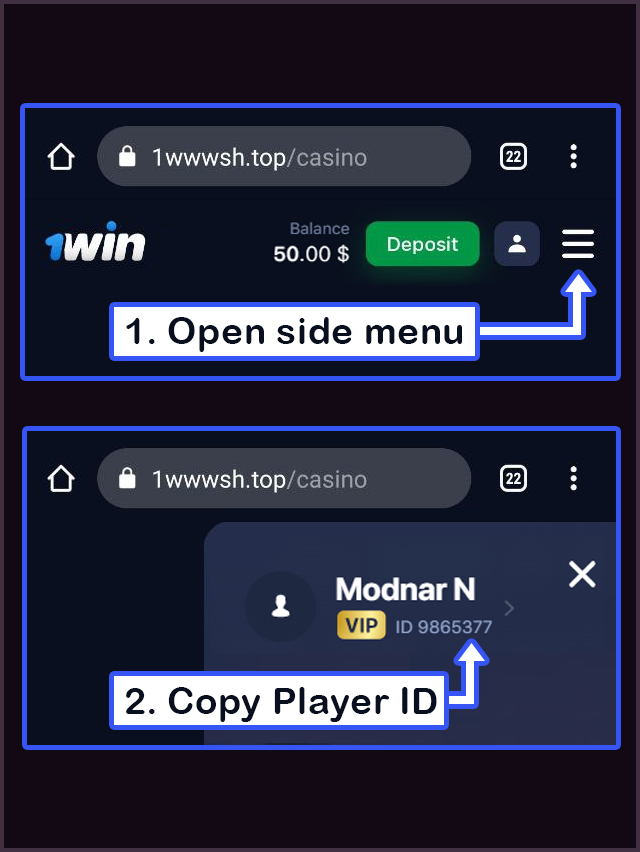 1wwwsh.top/casino
22
1win
Balance
50.00 $
Deposit
1. Open side menu
1wwwsh.top/casino
22
Modnar N
VIP ID 9865377
2. Copy Player ID